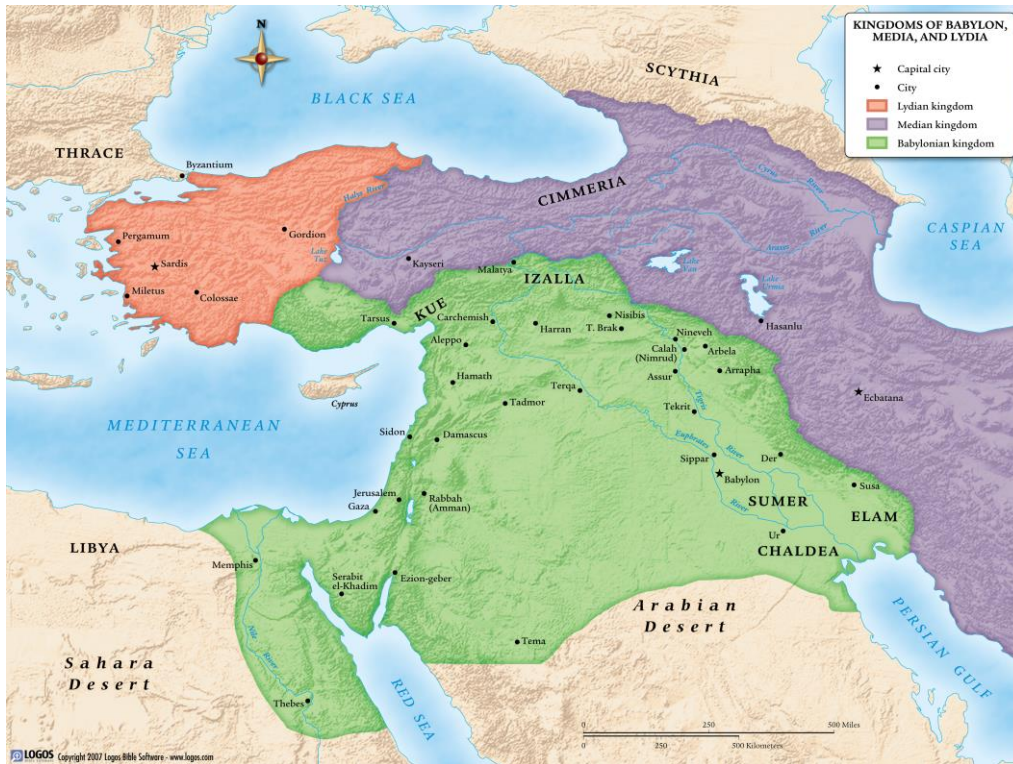 N
KINGDOMS OF BABYLON,
MEDIA, AND LYDIA
Capital city
City
Lydian kingdom
Median kingdom
Babylonian kingdom
SCYTHIA
BLACK SEA
THRACE
Byzantium
CIMMERIA
Cyrus River
CASPIAN
SEA
Halys River
Pergamum
Gordion
Sardis
Lake
Tuz
Kayseri
Malatya
IZALLA
Lake
Van
Araxes River
Lake
Urmia
Miletus
Colossae
Tarsus
KUE
Carchemish
Harran
Nisibis
T. Brak
Nineveh
Hasanlu
Aleppo
Calah
(Nimrud)
Arbela
Hamath
Assur
Arrapha
Cyprus
Terqa
Ecbatana
Tadmor
Tekrit
Tigris
River
MEDITERRANEAN
SEA
Sidon
Damascus
Euphrates
River
Sippar
Der
Babylon
Susa
Jerusalem
Gaza
Rabbah
(Amman)
SUMER
ELAM
Ur
CHALDEA
LIBYA
Memphis
Serabit
el-Khadim
Ezion-geber
Arabian
Desert
PERSIAN GULF
Nile
River
Tema
Sahara
Desert
RED SEA
Thebes
0 250 500 Miles
0 250 500 Kilometers
LOGOS Copyright 2007 Logos Bible Software - www.logos.com